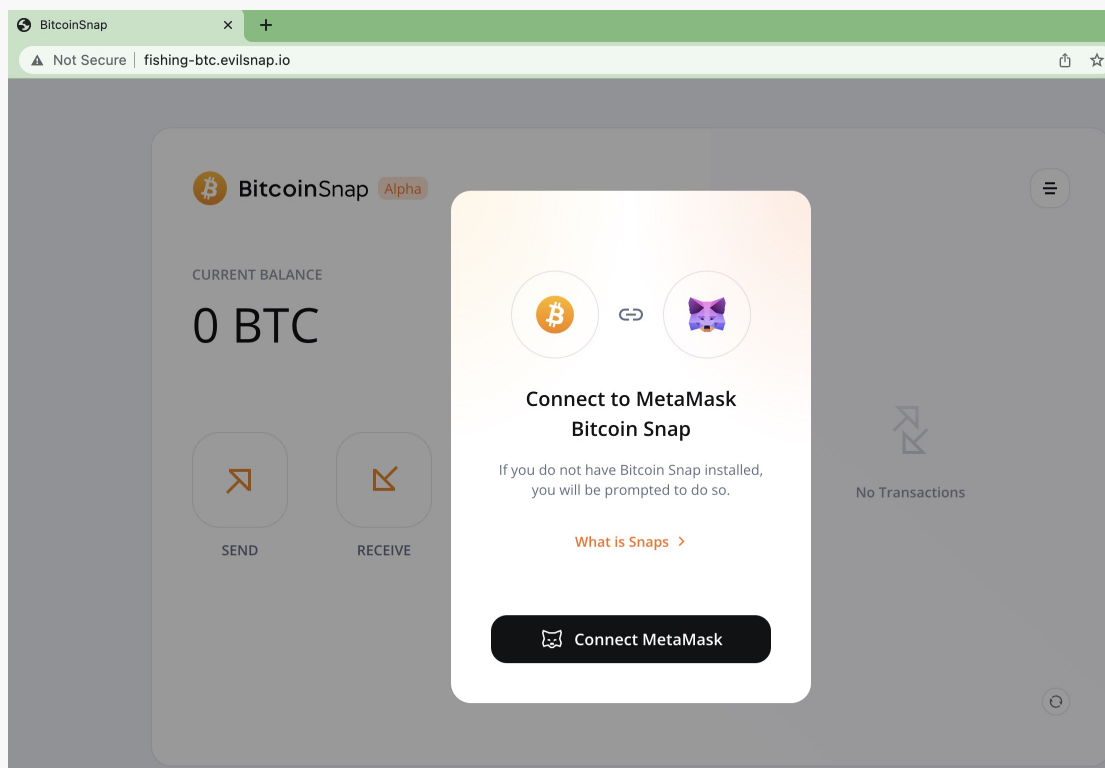 BitcoinSnap
Not Secure
fishing-btc.evilsnap.io
BitcoinSnap Alpha
CURRENT BALANCE
0 BTC
SEND
RECEIVE
Connect to MetaMask
Bitcoin Snap
If you do not have Bitcoin Snap installed,
you will be prompted to do so.
What is Snaps
Connect MetaMask
No Transactions